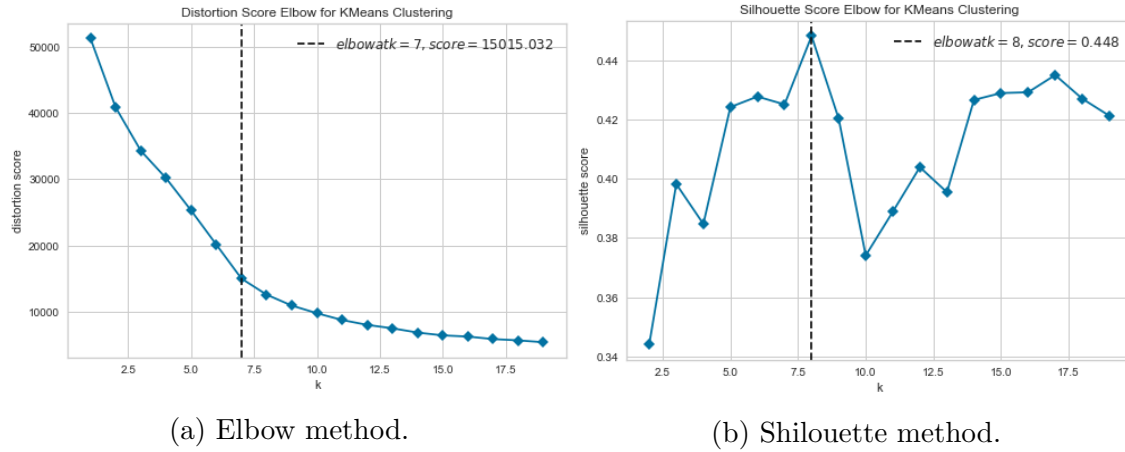 Distortion Score Elbow for KMeans Clustering
elbowatk = 7, score = 15015.032
50000
40000
30000
20000
10000
distortion score
2.5 5.0 7.5 10.0 12.5 15.0 17.5
k
(a) Elbow method.
Silhouette Score Elbow for KMeans Clustering
elbowatk = 8, score = 0.448
0.44
0.42
0.40
0.38
0.36
0.34
silhouette score
2.5 5.0 7.5 10.0 12.5 15.0 17.5
k
(b) Shilouette method.